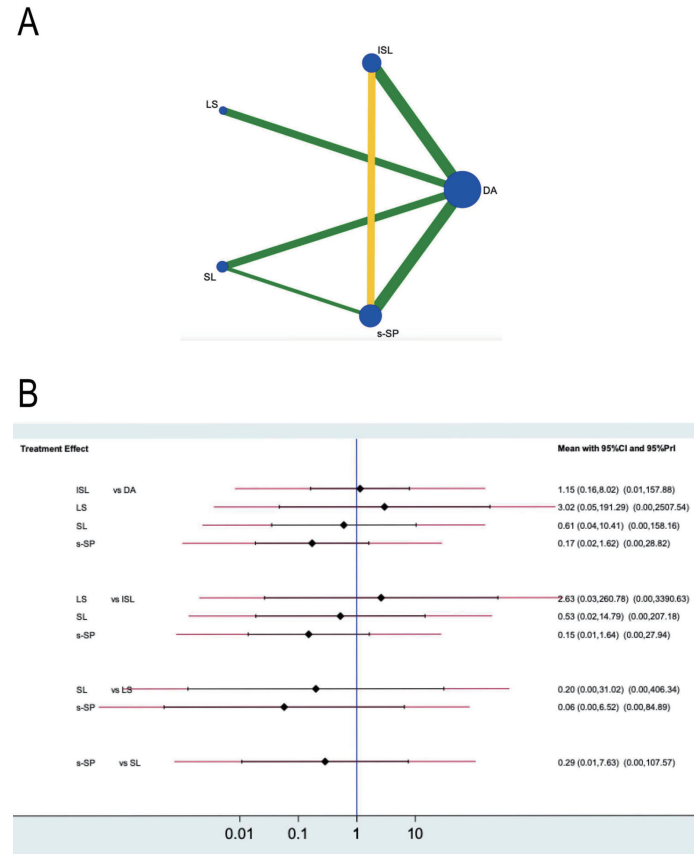 A
ISL
LS
DA
SL
s-SP
B
Treatment Effect Mean with 95%CI and 95%PrI
ISL vs DA 1.15 (0.16,8.02) (0.01,157.88)
LS 3.02 (0.05,191.29) (0.00,2507.54)
SL 0.61 (0.04,10.41) (0.00,158.16)
s-SP 0.17 (0.02,1.62) (0.00,28.82)
LS vs ISL 2.63 (0.03,260.78) (0.00,3390.63)
SL 0.53 (0.02,14.79) (0.00,207.18)
s-SP 0.15 (0.01,1.64) (0.00,27.94)
SL vs LS 0.20 (0.00,31.02) (0.00,406.34)
s-SP 0.06 (0.00,6.52) (0.00,84.89)
s-SP vs SL 0.29 (0.01,7.63) (0.00,107.57)
0.01 0.1 1 10